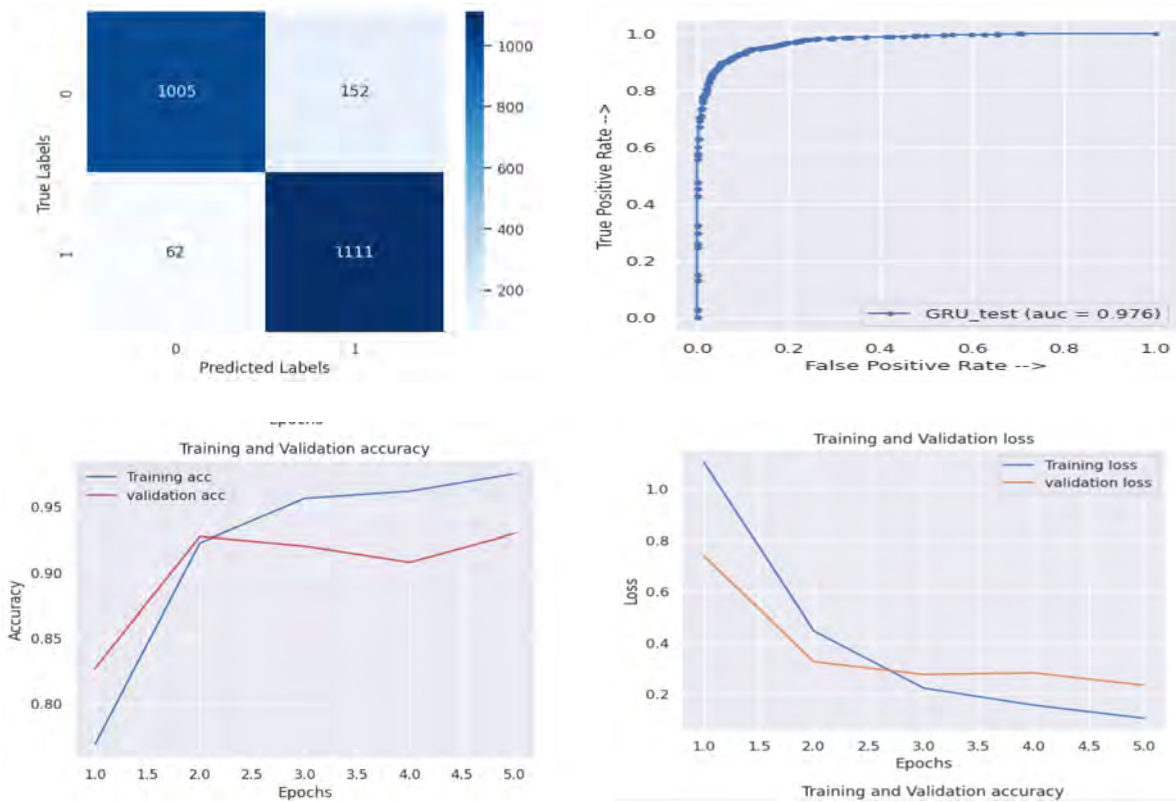 0
1005
152
1
62
1111
0
1
Predicted Labels
True Labels
1000
800
600
400
200
1.0
0.8
0.6
0.4
0.2
0.0
True Positive Rate -->
GRU_test (auc = 0.976)
0.0 0.2 0.4 0.6 0.8 1.0
False Positive Rate -->
Epochs
Training and Validation accuracy
Training acc
validation acc
0.95
0.90
0.85
0.80
Accuracy
1.0 1.5 2.0 2.5 3.0 3.5 4.0 4.5 5.0
Epochs
Training and Validation loss
Training loss
validation loss
1.0
0.8
0.6
0.4
0.2
Loss
1.0 1.5 2.0 2.5 3.0 3.5 4.0 4.5 5.0
Epochs
Training and Validation accuracy